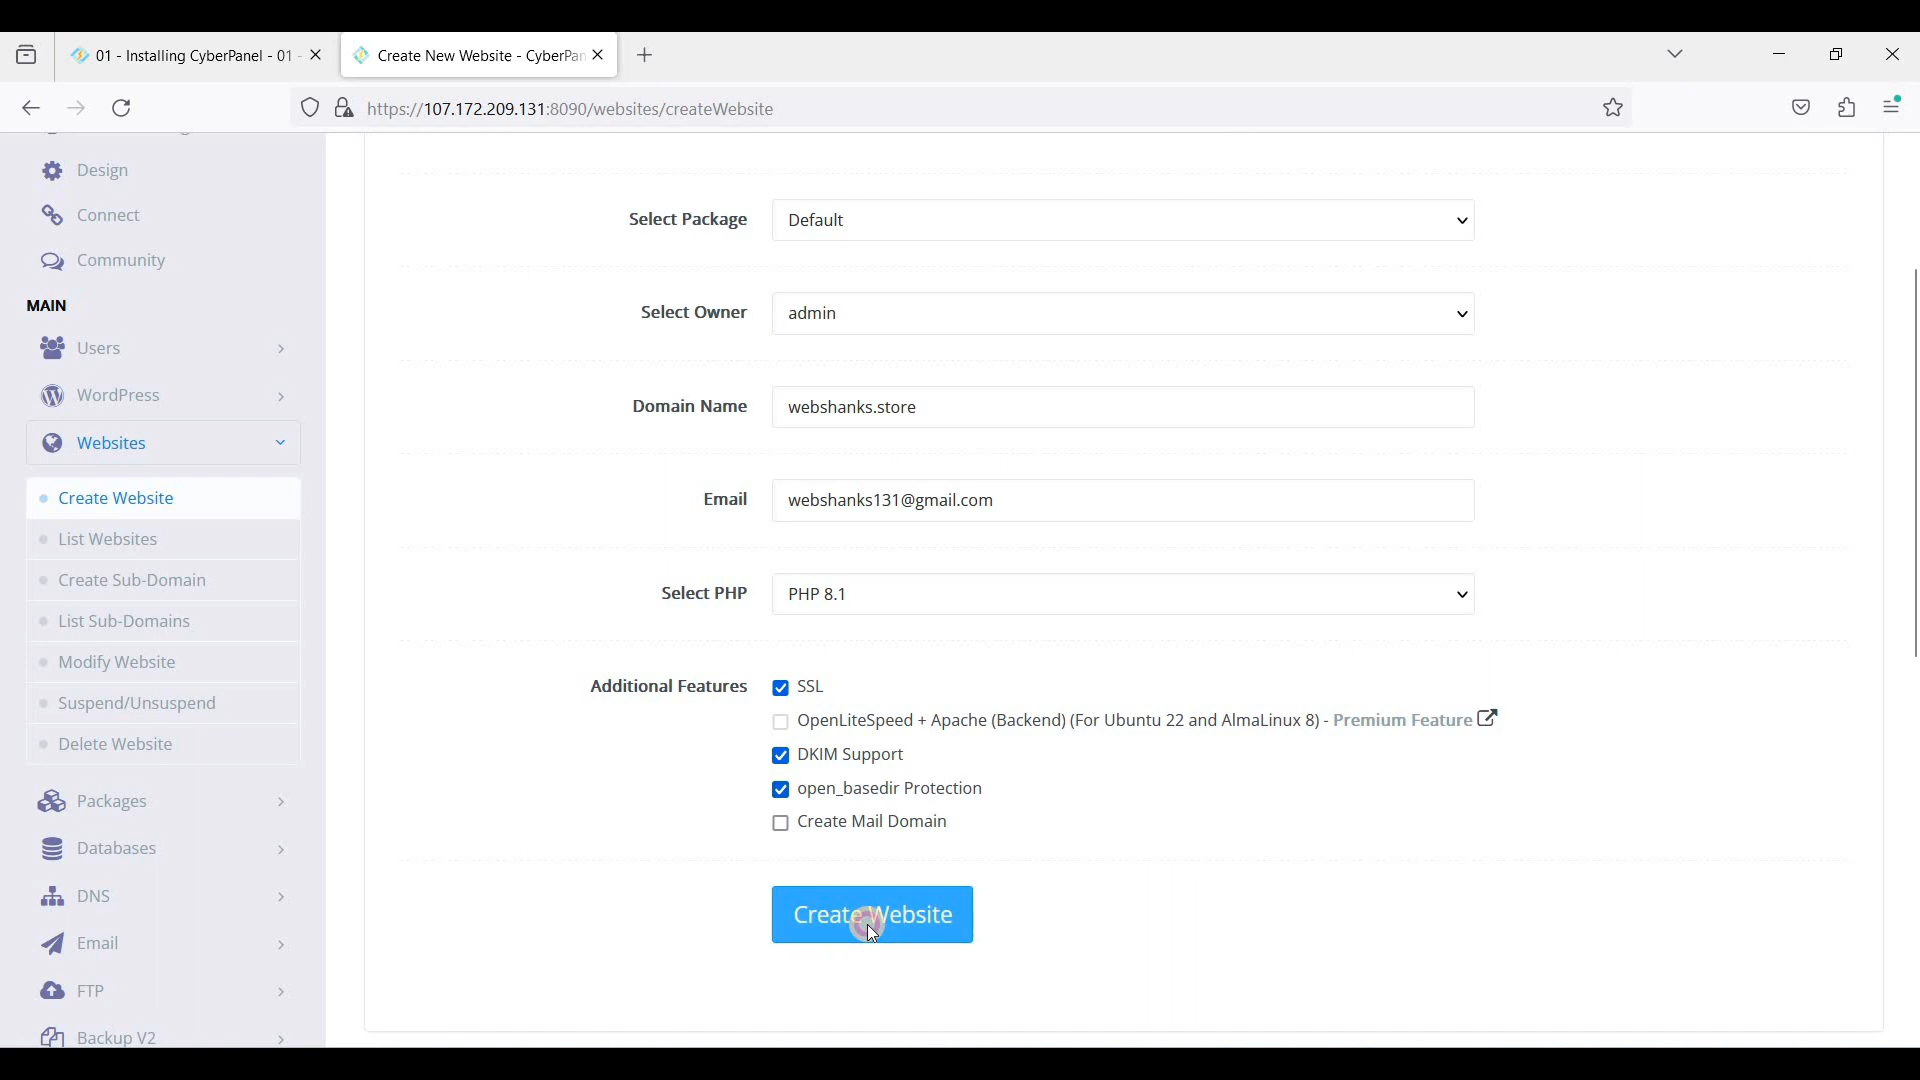 01 - Installing CyberPanel - 01 -
Create New Website - CyberPan
https://107.172.209.131:8090/websites/createWebsite
Design
Connect
Community
MAIN
Users
WordPress
Websites
Create Website
List Websites
Create Sub-Domain
List Sub-Domains
Modify Website
Suspend/Unsuspend
Delete Website
Packages
Databases
DNS
Email
FTP
Backup V2
Select Package Default
Select Owner admin
Domain Name webshanks.store
Email webshanks131@gmail.com
Select PHP PHP 8.1
Additional Features SSL
OpenLiteSpeed + Apache (Backend) (For Ubuntu 22 and AlmaLinux 8) - Premium Feature
DKIM Support
open_basedir Protection
Create Mail Domain
Create Website